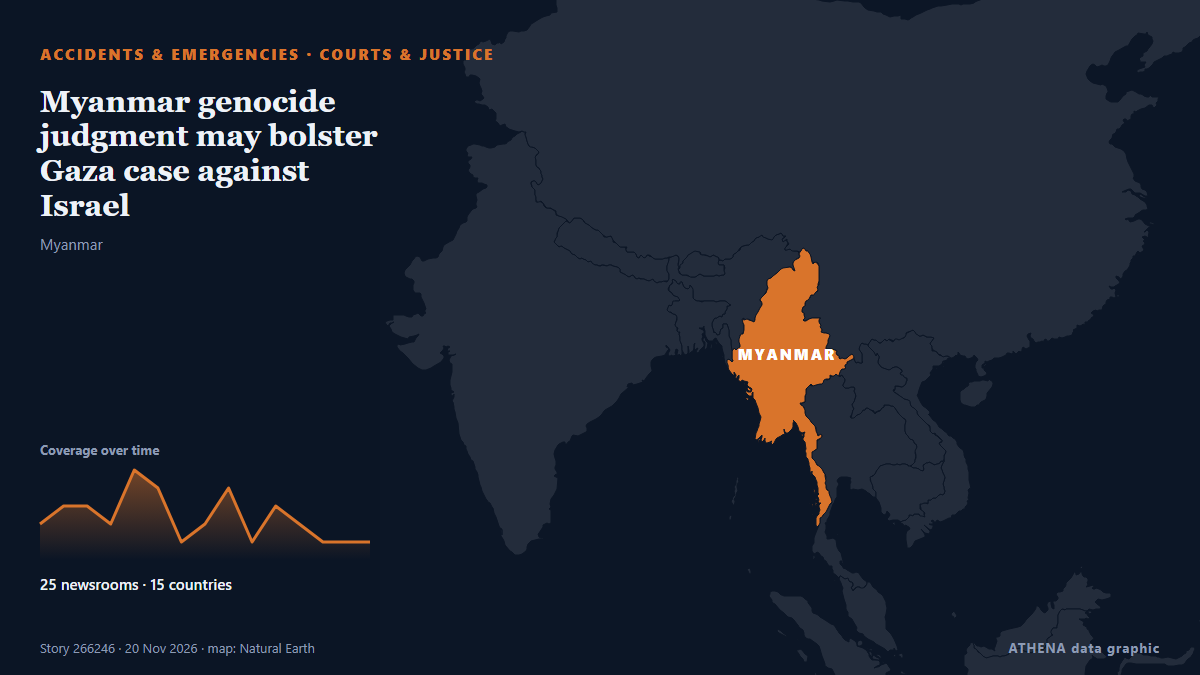 ACCIDENTS & EMERGENCIES · COURTS & JUSTICE
Myanmar genocide
judgment may bolster
Gaza case against
Israel
Myanmar
MYANMAR
Coverage over time
25 newsrooms · 15 countries
Story 266246 · 20 Nov 2026 · map: Natural Earth
ATHENA data graphic